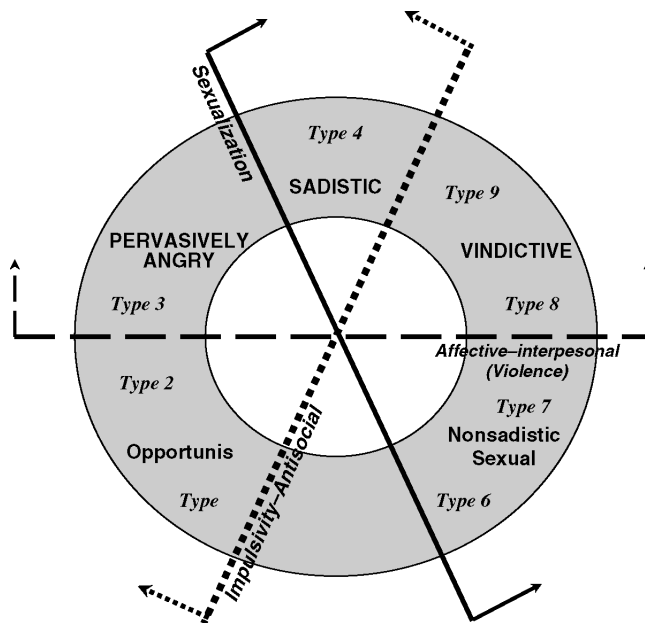 Sexualization
Type 4
SADISTIC
Type 9
PERVASIVELY
ANGRY
VINDICTIVE
Type 3
Type 8
Affective–interpesonal
(Violence)
Type 2
Type 7
Opportunis
Nonsadistic
Sexual
Type
Type 6
Impulsivity–Antisocial